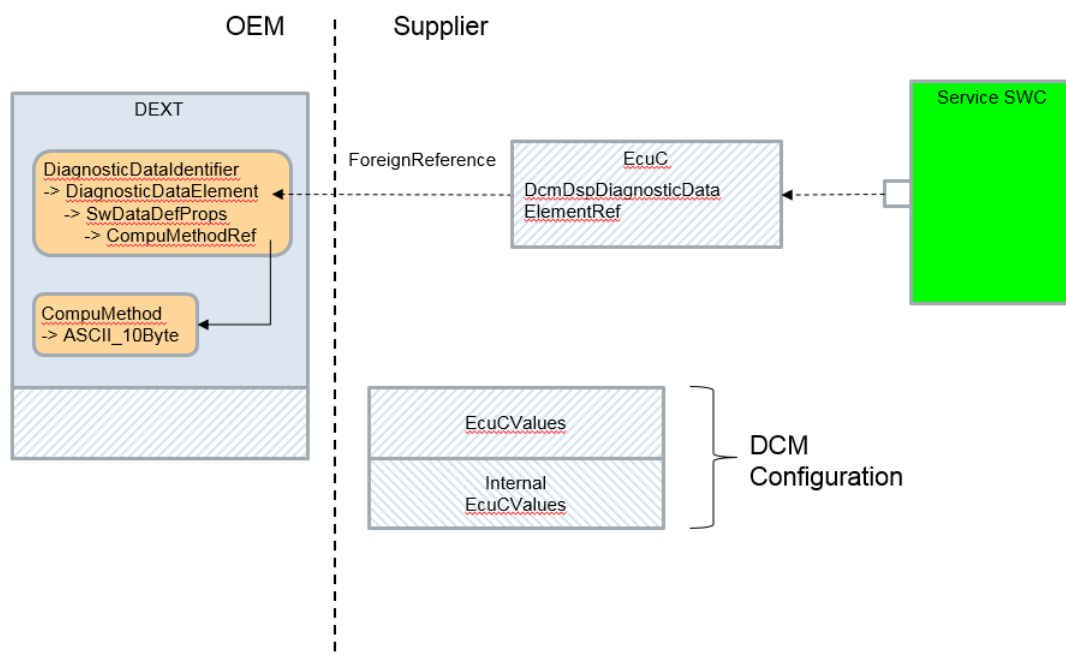 OEM
Supplier
DEXT
DiagnosticDataIdentifier
-> DiagnosticDataElement
-> SwDataDefProps
-> CompuMethodRef
CompuMethod
-> ASCII_10Byte
ForeignReference
EcuC
DcmDspDiagnosticData
ElementRef
Service SWC
EcuCValues
Internal
EcuCValues
DCM
Configuration